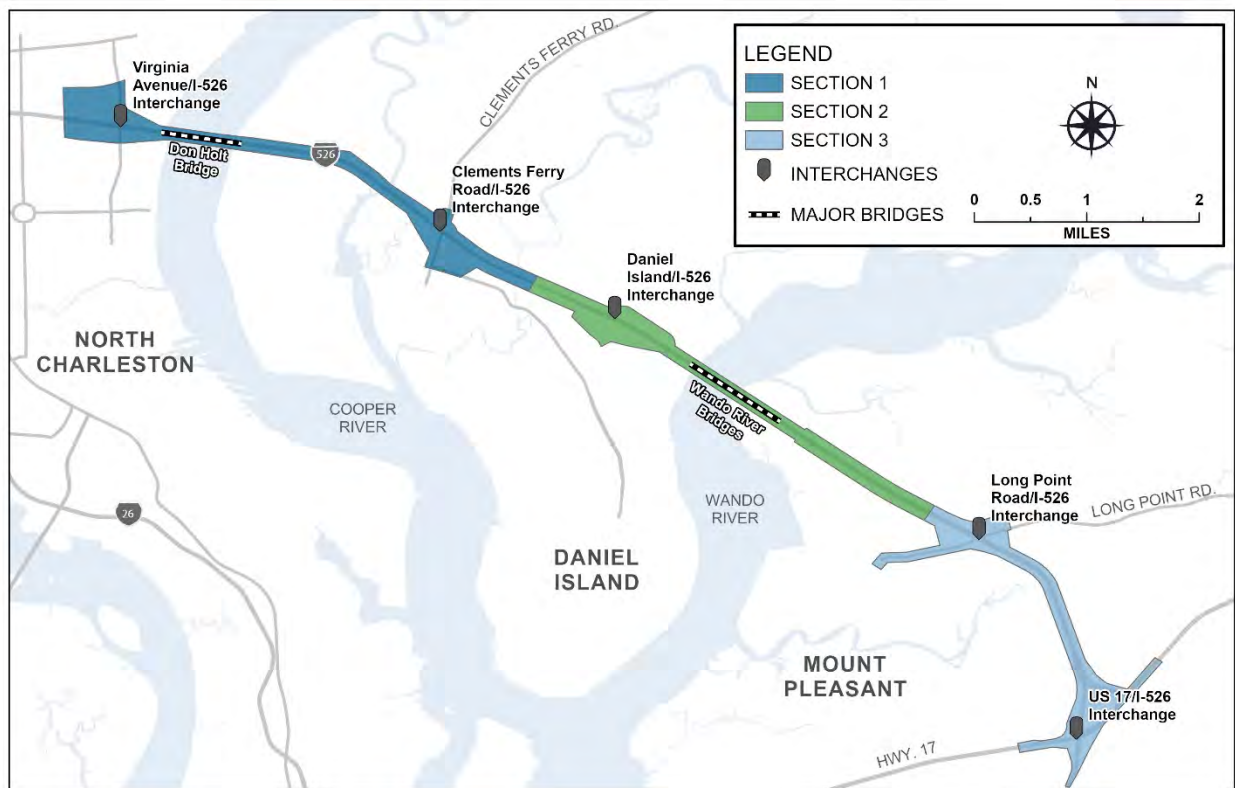 Virginia
Avenue/I-526
Interchange
Don Holt
Bridge
526
CLEMENTS FERRY RD.
Clements Ferry
Road/I-526
Interchange
Daniel
Island/I-526
Interchange
LEGEND
SECTION 1
SECTION 2
SECTION 3
INTERCHANGES
MAJOR BRIDGES
N
0 0.5 1 2
MILES
NORTH
CHARLESTON
COOPER
RIVER
Wando River
Bridges
26
WANDO
RIVER
DANIEL
ISLAND
Long Point
Road/I-526
Interchange
LONG POINT RD.
MOUNT
PLEASANT
US 17/I-526
Interchange
HWY. 17